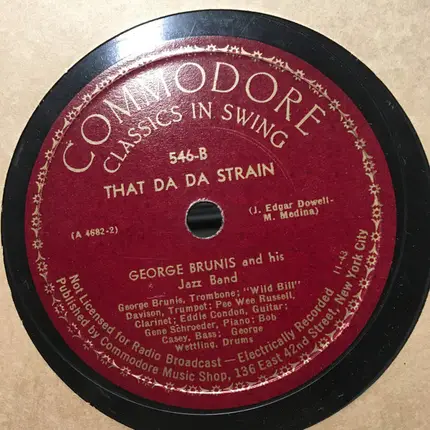 COMMODORE
CLASSICS IN SWING
546-B
THAT DA DA STRAIN
(A 4682-2)
(J. Edgar Dowell-
M. Medina)
GEORGE BRUNIS and his
Jazz Band
George Brunis, Trombone; "Wild Bill"
Davison, Trumpet; Pee Wee Russell,
Clarinet; Eddie Condon, Guitar;
Gene Schroeder, Piano; Bob
Casey, Bass; George
Wettling, Drums
11-43
Not Licensed for Radio Broadcast — Electrically Recorded
Published by Commodore Music Shop, 136 East 42nd Street, New York City